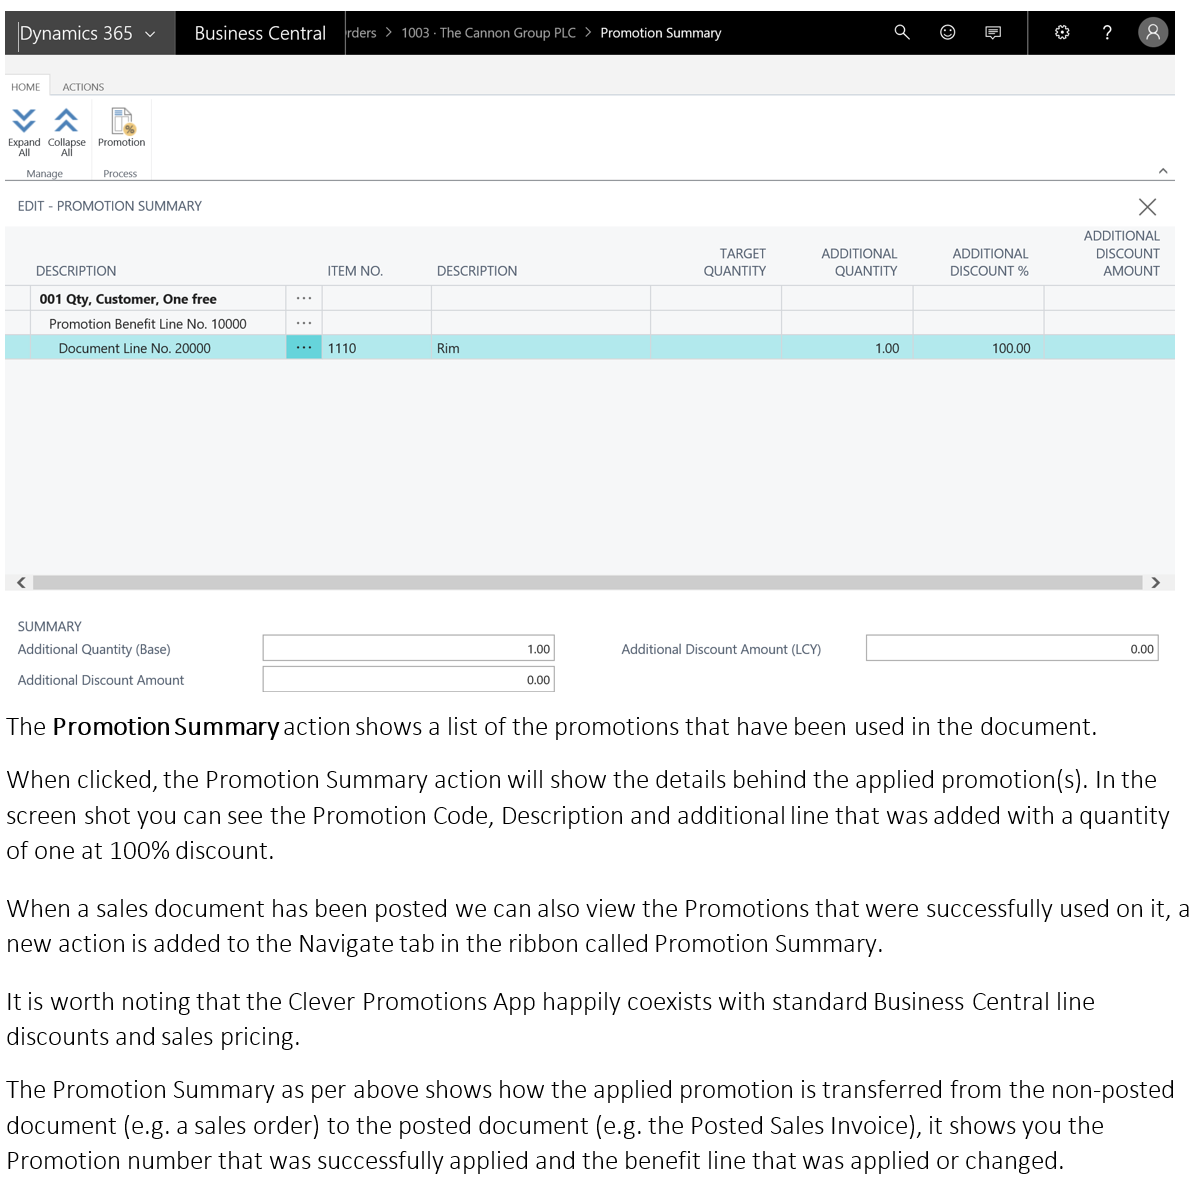 Dynamics 365 Business Central rders > 1003 · The Cannon Group PLC > Promotion Summary ?
HOME ACTIONS
Expand All Collapse All Promotion
Manage Process
EDIT - PROMOTION SUMMARY
DESCRIPTION ITEM NO. DESCRIPTION TARGET QUANTITY ADDITIONAL QUANTITY ADDITIONAL DISCOUNT % ADDITIONAL DISCOUNT AMOUNT
001 Qty, Customer, One free ...
Promotion Benefit Line No. 10000 ...
Document Line No. 20000 ... 1110 Rim 1.00 100.00
SUMMARY
Additional Quantity (Base) 1.00 Additional Discount Amount (LCY) 0.00
Additional Discount Amount 0.00
The Promotion Summary action shows a list of the promotions that have been used in the document.
When clicked, the Promotion Summary action will show the details behind the applied promotion(s). In the
screen shot you can see the Promotion Code, Description and additional line that was added with a quantity
of one at 100% discount.
When a sales document has been posted we can also view the Promotions that were successfully used on it, a
new action is added to the Navigate tab in the ribbon called Promotion Summary.
It is worth noting that the Clever Promotions App happily coexists with standard Business Central line
discounts and sales pricing.
The Promotion Summary as per above shows how the applied promotion is transferred from the non-posted
document (e.g. a sales order) to the posted document (e.g. the Posted Sales Invoice), it shows you the
Promotion number that was successfully applied and the benefit line that was applied or changed.